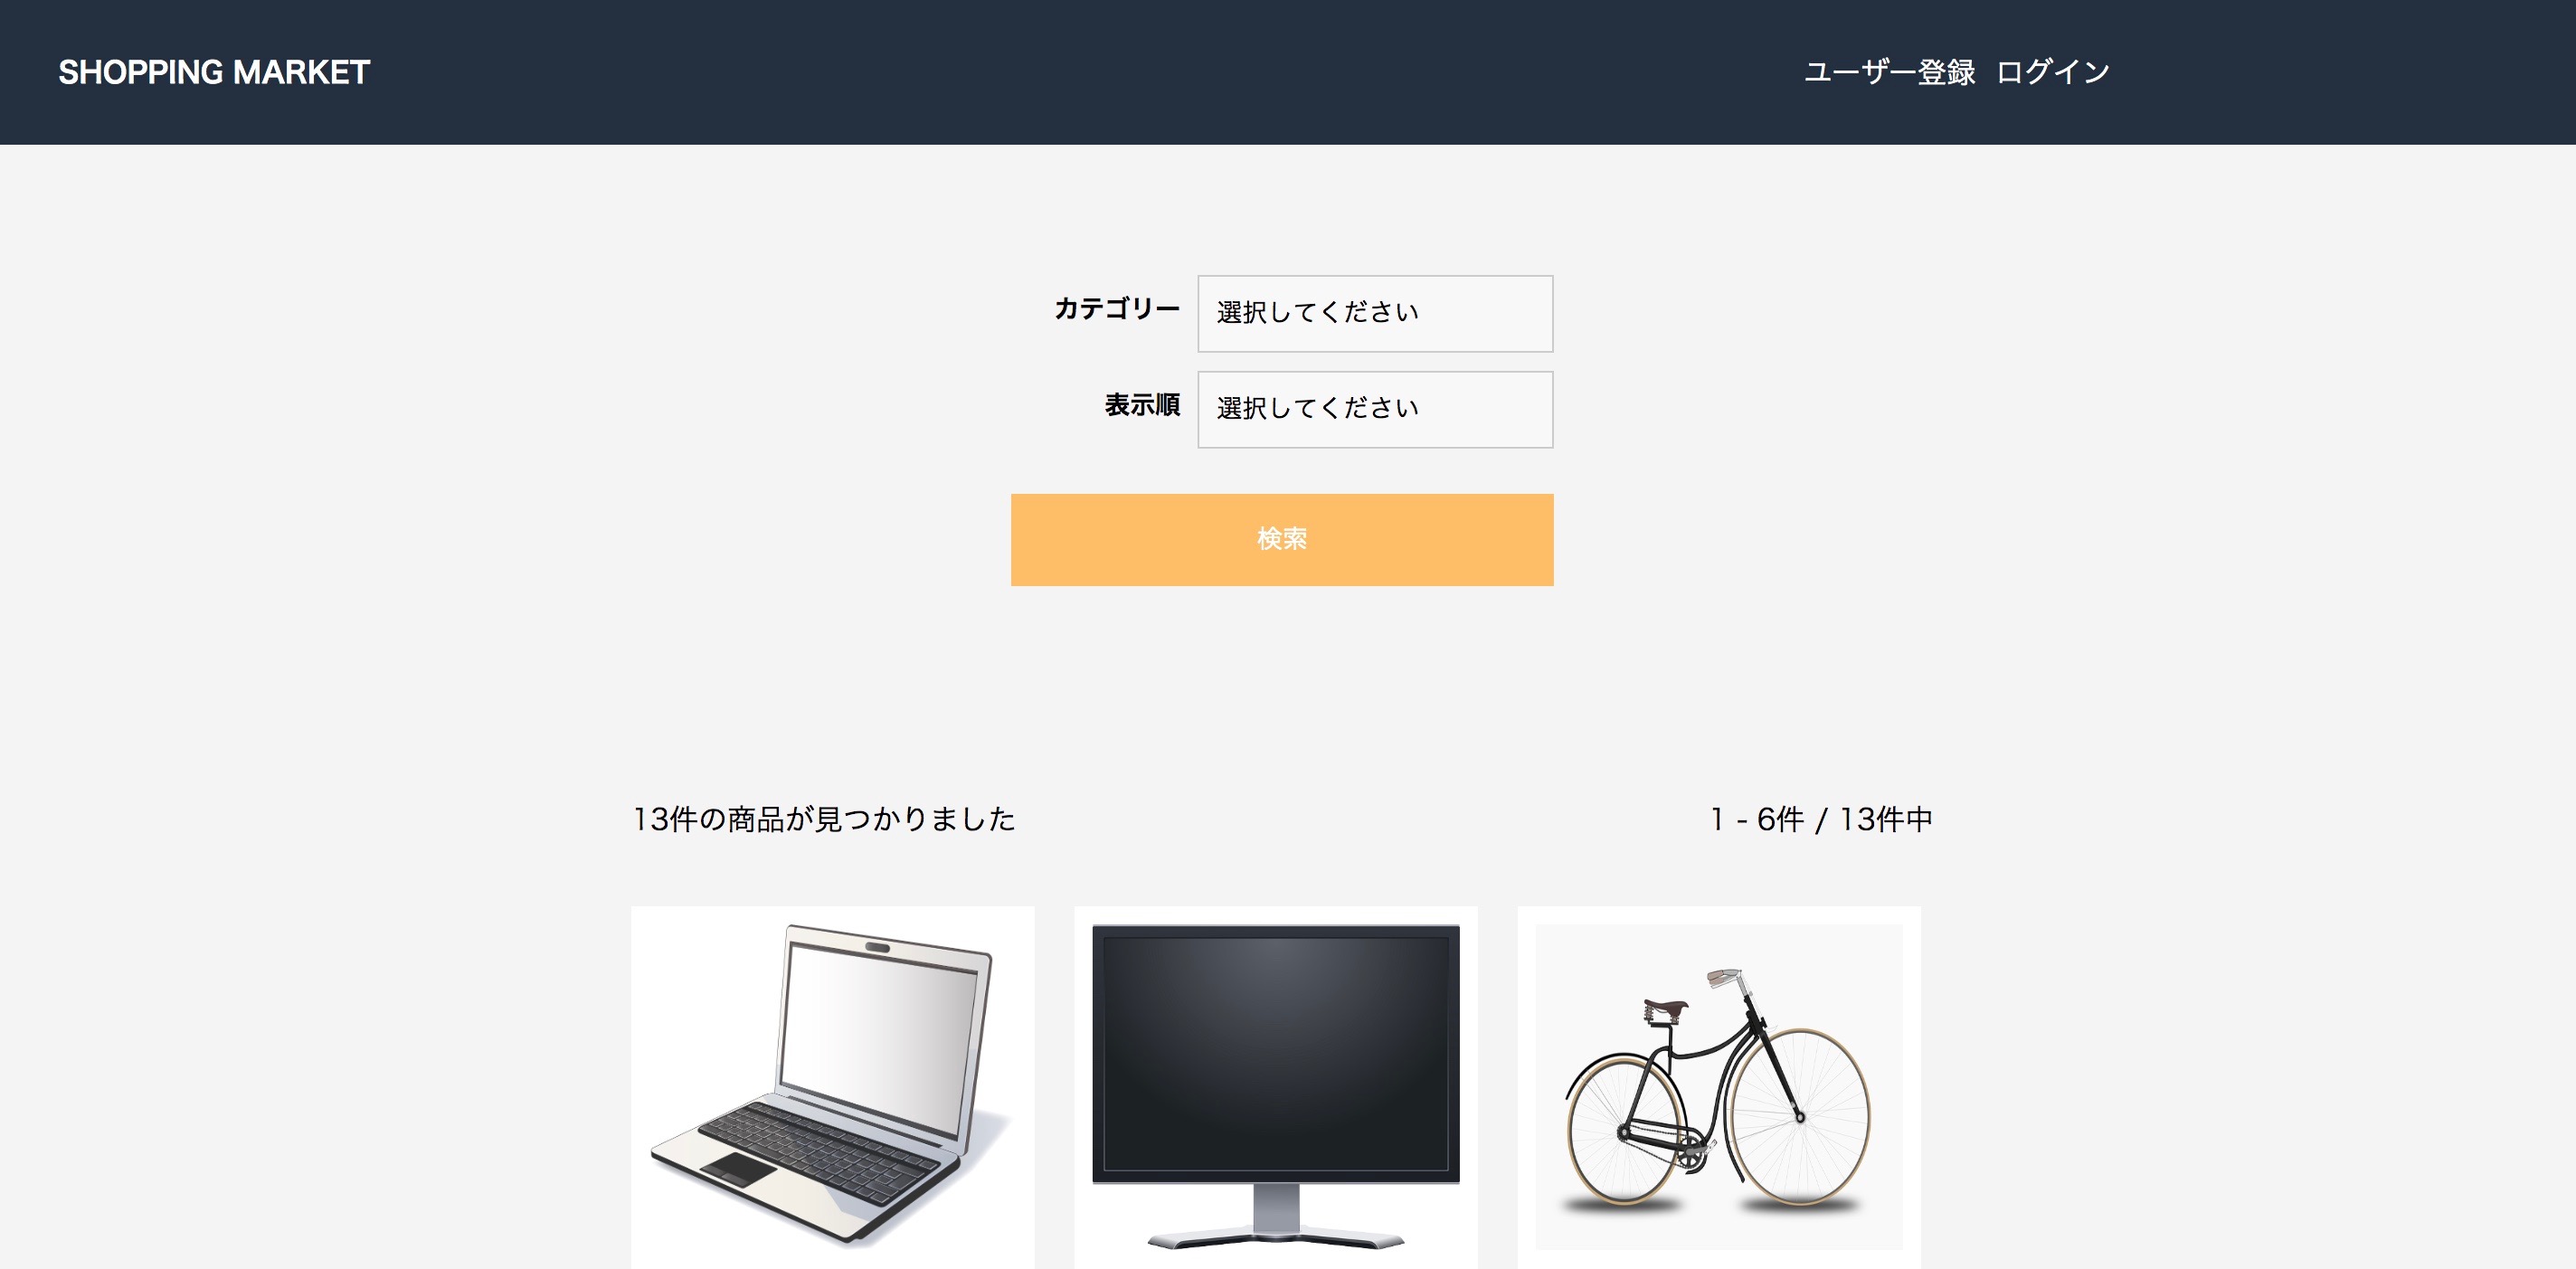 SHOPPING MARKET
ユーザー登録 ログイン
カテゴリー 選択してください
表示順 選択してください
検索
13件の商品が見つかりました
1 - 6件 / 13件中